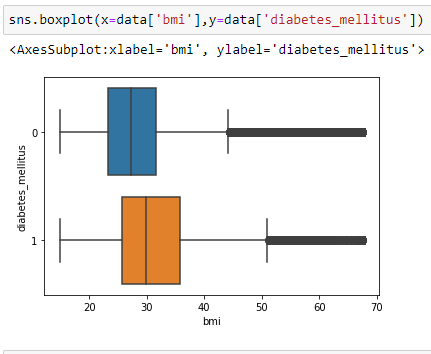 sns.boxplot(x=data['bmi'],y=data['diabetes_mellitus'])
<AxesSubplot:xlabel='bmi', ylabel='diabetes_mellitus'>
diabetes_mellitus
0
1
20 30 40 50 60 70
bmi